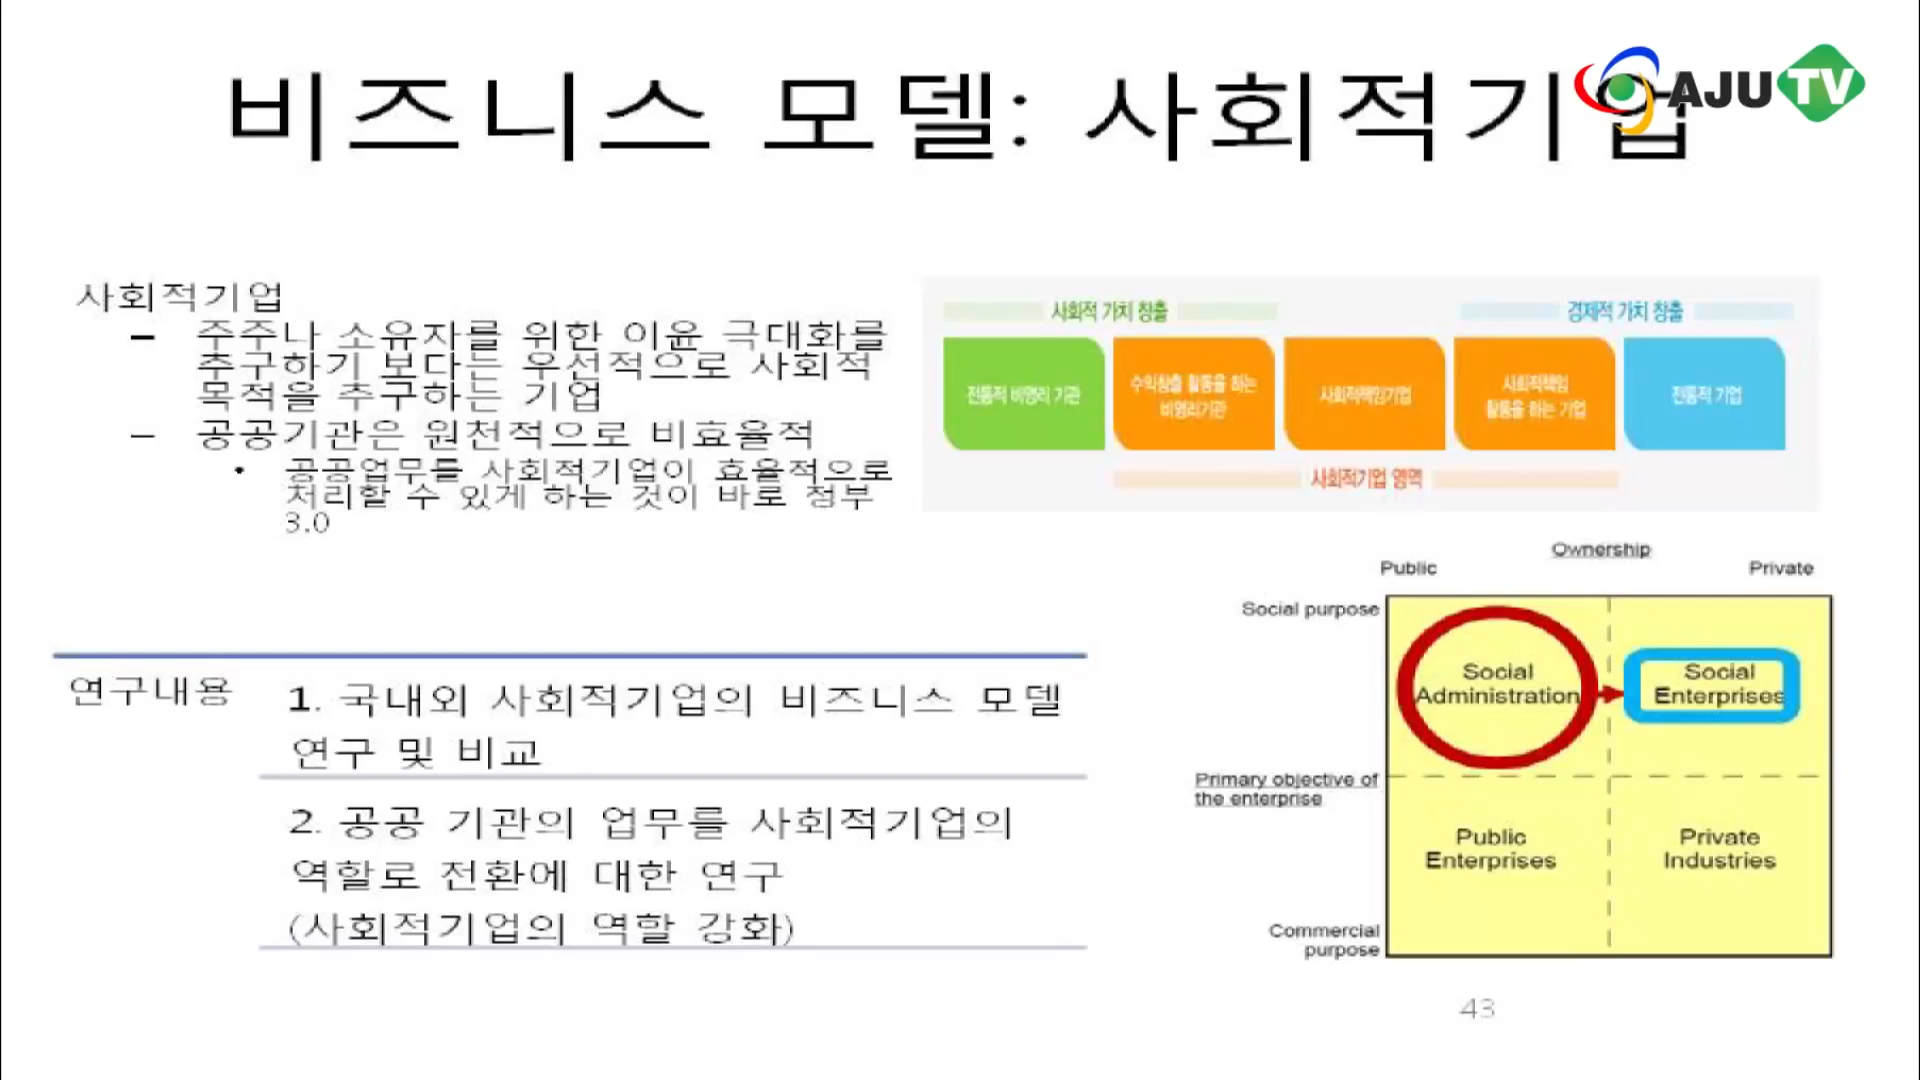 비즈니스 모델: 사회적기업
AJU TV
사회적기업
– 주주나 소유자를 위한 이윤 극대화를
추구하기 보다는 우선적으로 사회적
목적을 추구하는 기업
– 공공기관은 원천적으로 비효율적
• 공공업무를 사회적기업이 효율적으로
처리할 수 있게 하는 것이 바로 정부
3.0
사회적 가치 창출
경제적 가치 창출
전통적 비영리 기관
수익창출 활동을 하는
비영리기관
사회적책임기업
사회적책임
활동을 하는 기업
전통적 기업
사회적기업 영역
연구내용
1. 국내외 사회적기업의 비즈니스 모델
연구 및 비교
2. 공공 기관의 업무를 사회적기업의
역할로 전환에 대한 연구
(사회적기업의 역할 강화)
Ownership
Public
Private
Social purpose
Social
Administration
Social
Enterprises
Primary objective of
the enterprise
Public
Enterprises
Private
Industries
Commercial
purpose
43